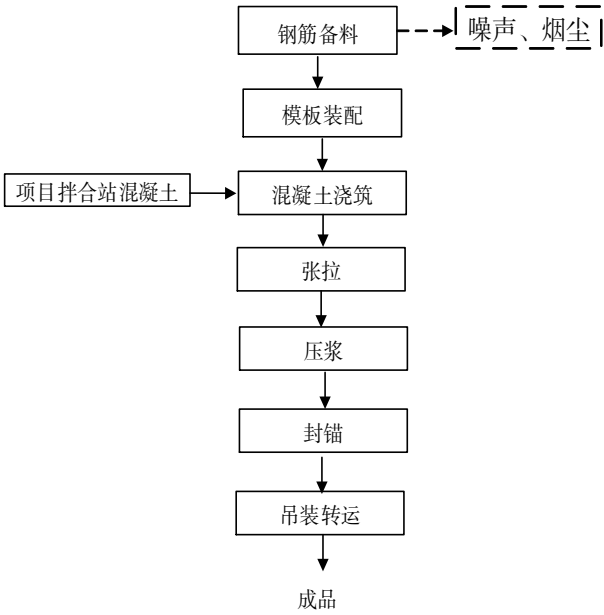 钢筋备料
噪声、烟尘
模板装配
项目拌合站混凝土
混凝土浇筑
张拉
压浆
封锚
吊装转运
成品